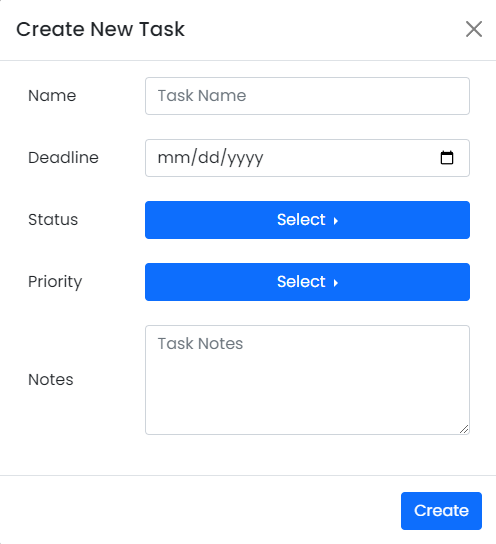 Create New Task
Name Task Name
Deadline mm/dd/yyyy
Status Select
Priority Select
Task Notes
Notes
Create